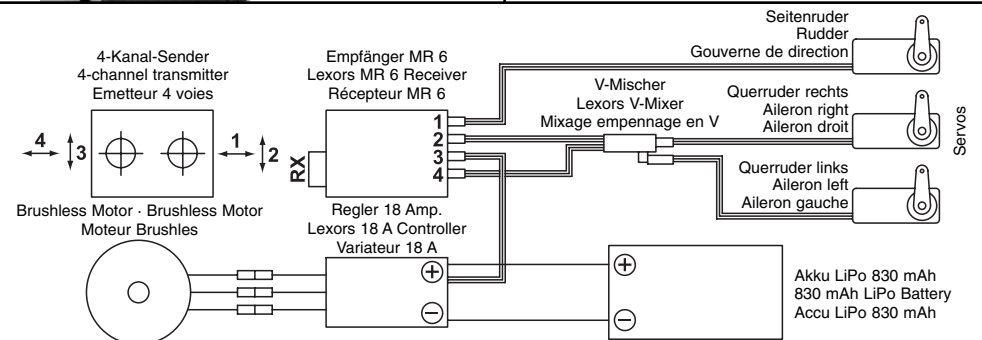 4-Kanal-Sender
4-channel transmitter
Emetteur 4 voies
4
3
1
2
Empfänger MR 6
Lexors MR 6 Receiver
Récepteur MR 6
RX
1
2
3
4
V-Mischer
Lexors V-Mixer
Mixage empennage en V
Seitenruder
Rudder
Gouverne de direction
Querruder rechts
Aileron right
Aileron droit
Querruder links
Aileron left
Aileron gauche
Servos
Brushless Motor · Brushless Motor
Moteur Brushles
Regler 18 Amp.
Lexors 18 A Controller
Variateur 18 A
+
−
+
−
Akku LiPo 830 mAh
830 mAh LiPo Battery
Accu LiPo 830 mAh